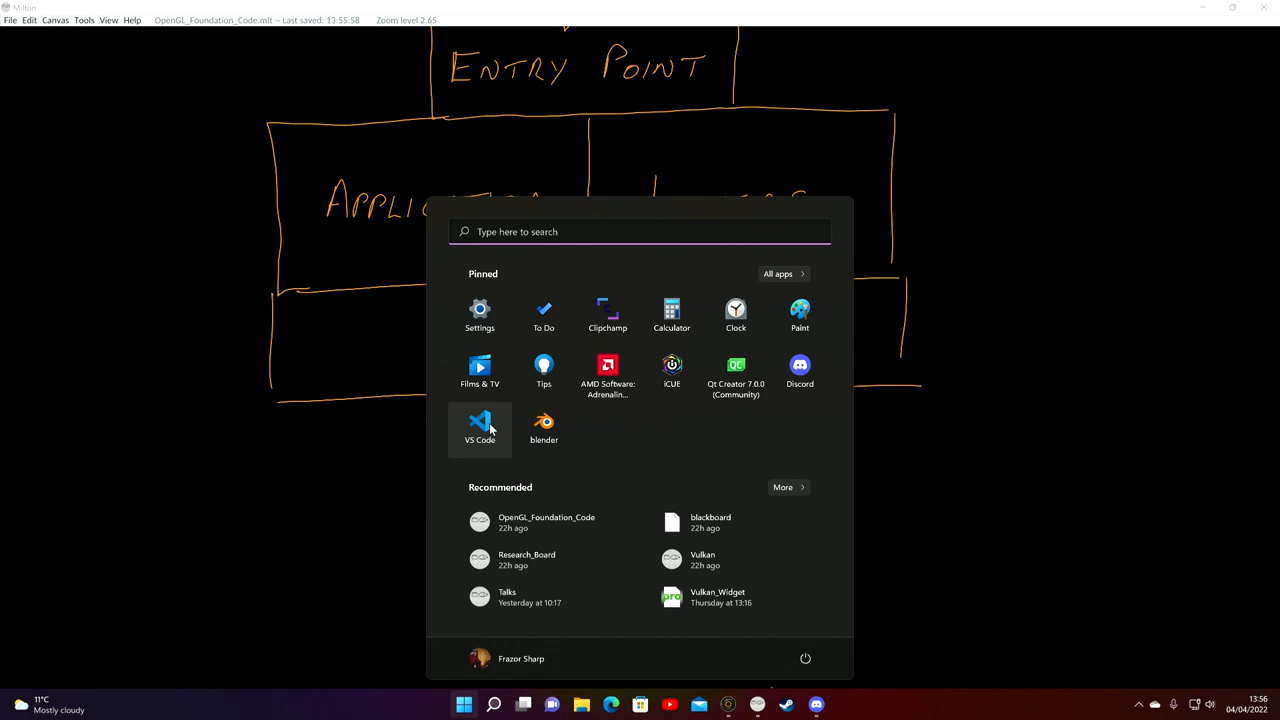 Milton
File Edit Canvas Tools View Help OpenGL_Foundation_Code.mlt -- Last saved: 13:55:58 Zoom level 2.65
ENTRY POINT
Type here to search
Pinned
All apps
Settings
To Do
Clipchamp
Calculator
Clock
Paint
Films & TV
Tips
AMD Software:
Adrenalin...
iCUE
Qt Creator 7.0.0
(Community)
Discord
VS Code
blender
Recommended
More
OpenGL_Foundation_Code
22h ago
blackboard
22h ago
Research_Board
22h ago
Vulkan
22h ago
Talks
Yesterday at 10:17
Vulkan_Widget
Thursday at 13:16
Frazor Sharp
11°C
Mostly cloudy
13:56
04/04/2022